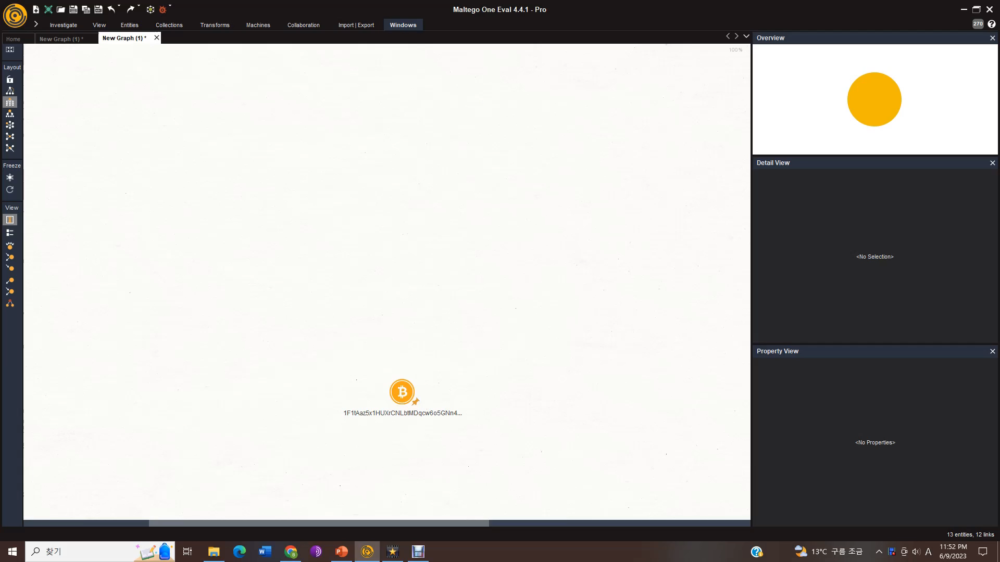 Maltego One Eval 4.4.1 - Pro
Investigate View Entities Collections Transforms Machines Collaboration Import | Export Windows
270
Home New Graph (1) * New Graph (1) *
100%
Layout
Freeze
View
1F1tAaz5x1HUXrCNLbtMDqcw6o5GNn4...
Overview
Detail View
<No Selection>
Property View
<No Properties>
13 entities, 12 links
찾기
13°C 구름 조금
A
11:52 PM
6/9/2023